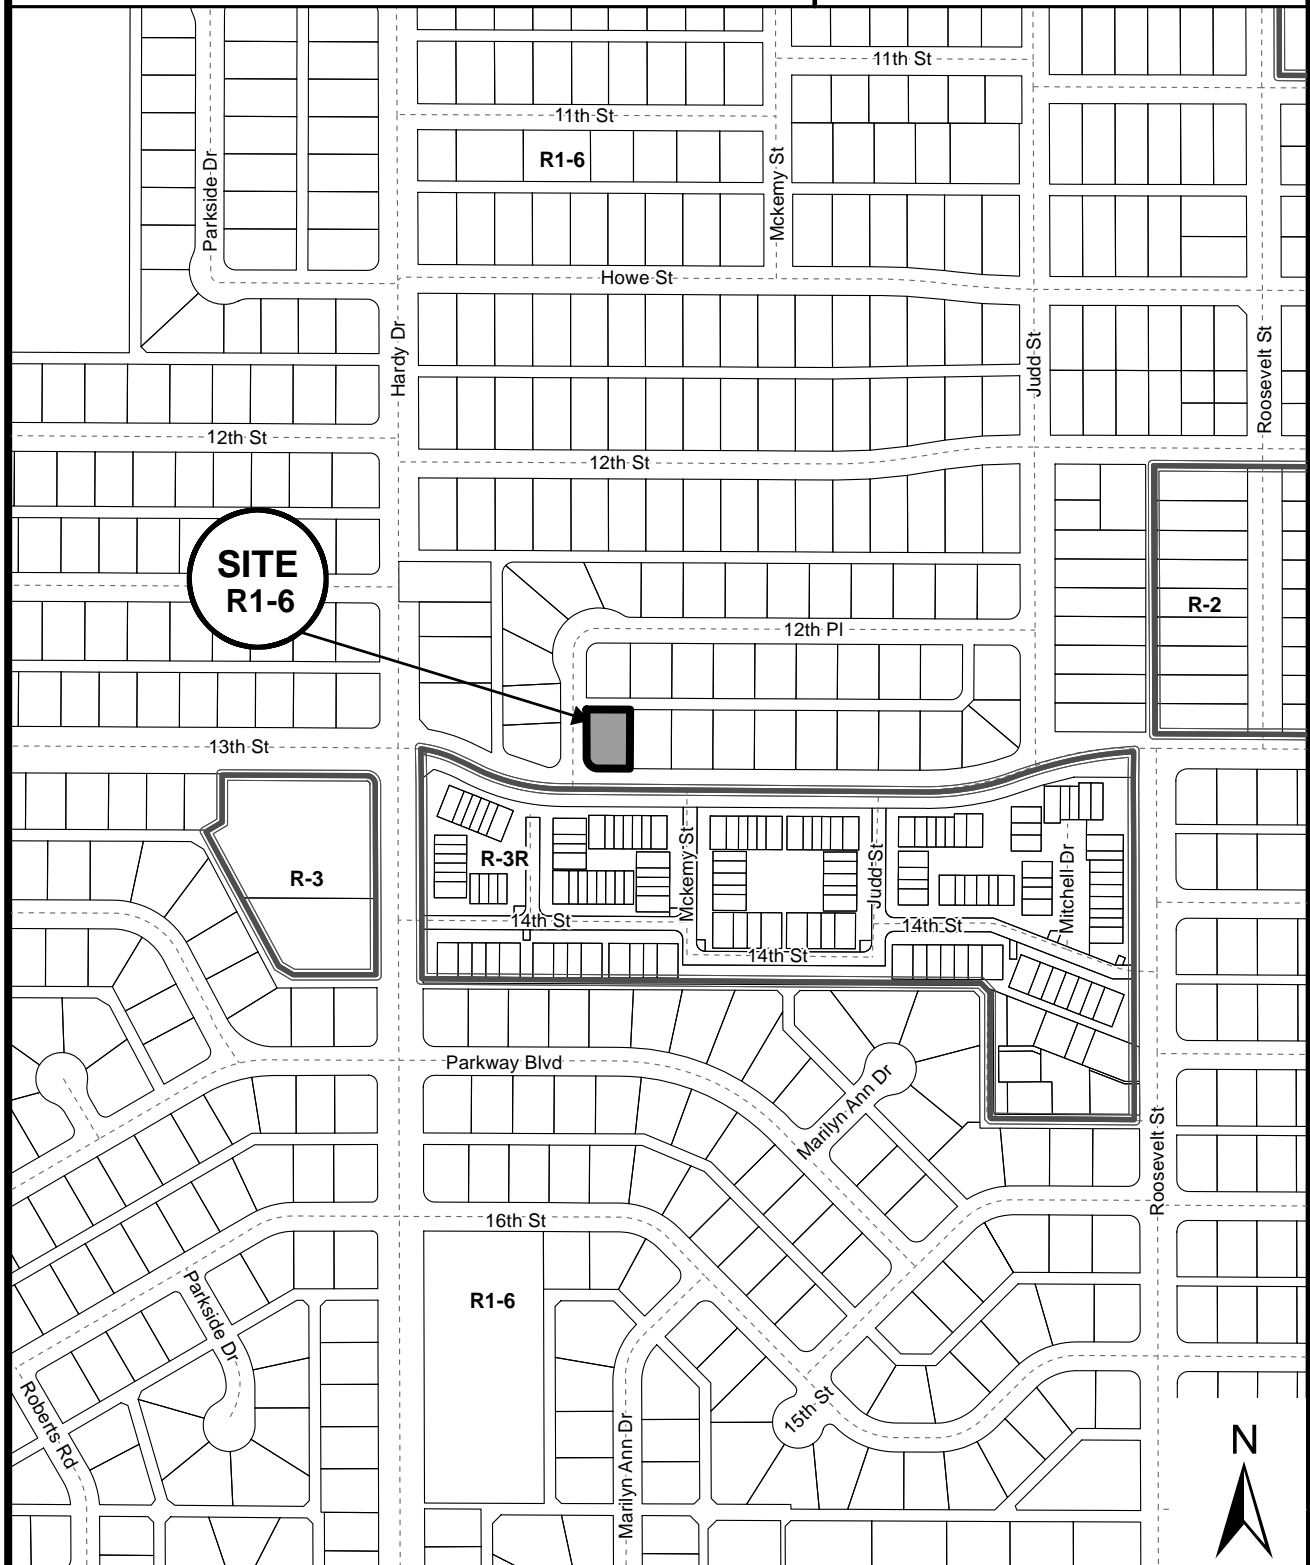 11th St
11th St
R1-6
Parkside Dr
Mckemy St
Howe St
Hardy Dr
Judd St
Roosevelt St
12th St
12th St
SITE
R1-6
R-2
12th Pl
13th St
R-3R
R-3
Mckemy St
Judd St
Mitchell Dr
14th St
14th St
14th St
Parkway Blvd
Marilyn Ann Dr
Roosevelt St
16th St
R1-6
Parkside Dr
Roberts Rd
15th St
Marilyn Ann Dr
N